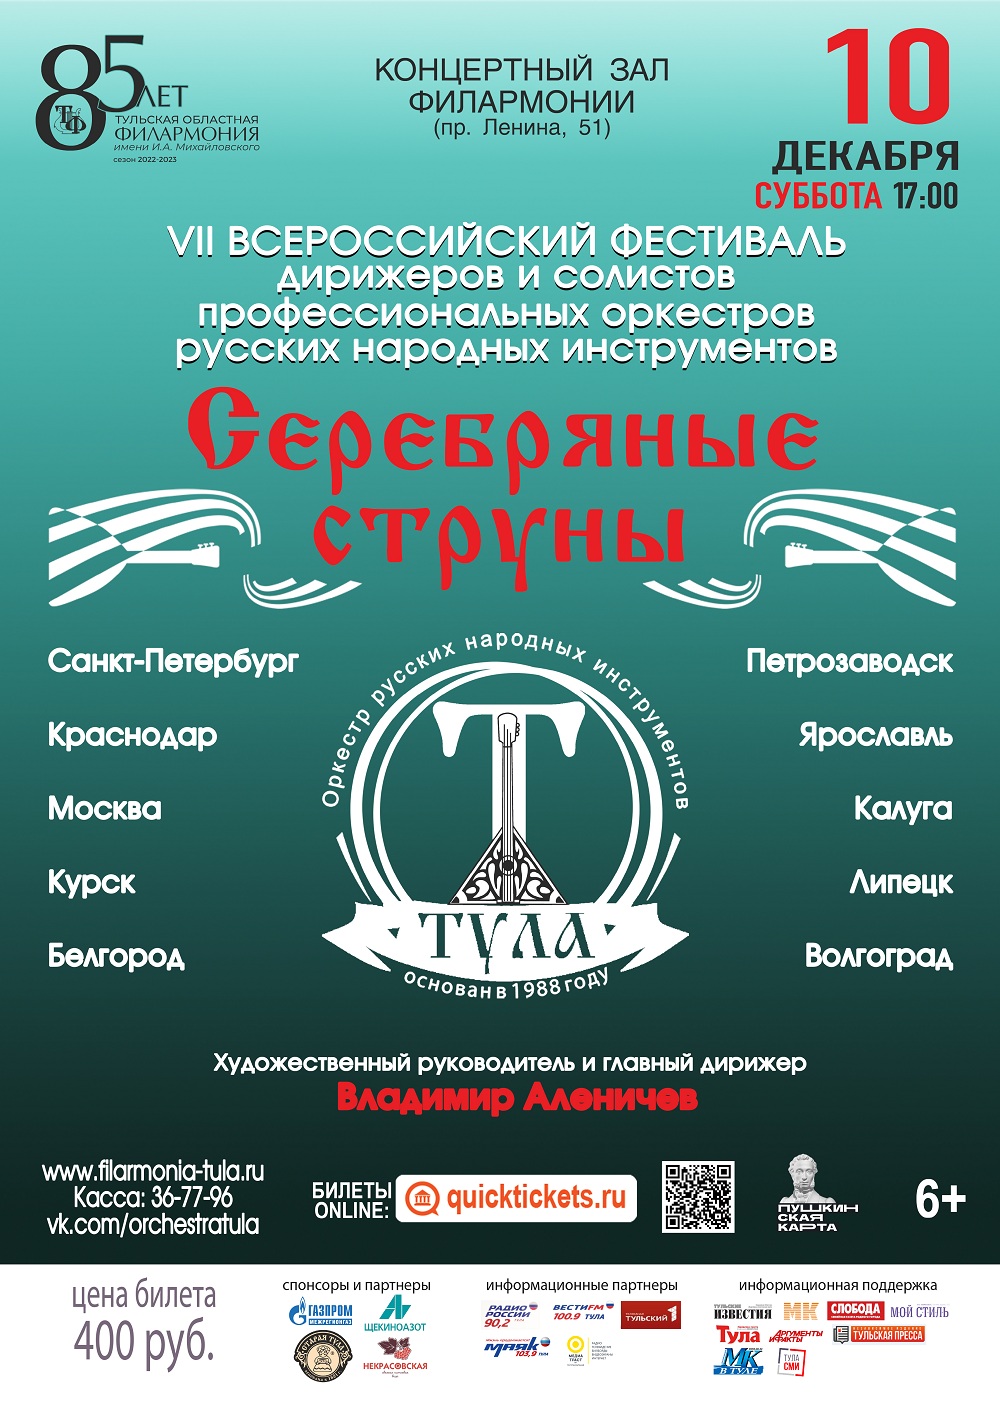 85 ЛЕТ
ТУЛЬСКАЯ ОБЛАСТНАЯ
ФИЛАРМОНИЯ
имени И.А. Михайловского
сезон 2022-2023
КОНЦЕРТНЫЙ ЗАЛ
ФИЛАРМОНИИ
(пр. Ленина, 51)
10
ДЕКАБРЯ
СУББОТА 17:00
VII ВСЕРОССИЙСКИЙ ФЕСТИВАЛЬ
дирижеров и солистов
профессиональных оркестров
русских народных инструментов
Серебряные
струны
Санкт-Петербург
Краснодар
Москва
Курск
Белгород
Оркестр русских народных инструментов
Т
ТУЛА
основан в 1988 году
Петрозаводск
Ярославль
Калуга
Липецк
Волгоград
Художественный руководитель и главный дирижер
Владимир Аленичев
www.filarmonia-tula.ru
Касса: 36-77-96
vk.com/orchestratula
БИЛЕТЫ
ONLINE:
quicktickets.ru
ПУШКИН
СКАЯ
КАРТА
6+
цена билета
400 руб.
спонсоры и партнеры
ГАЗПРОМ
МЕЖРЕГИОНГАЗ
ЩЕКИНОАЗОТ
СТАРАЯ ТУЛА
НЕКРАСОВСКАЯ
информационные партнеры
РАДИО
РОССИИ
90,2 ТУЛА
ВЕСТИ FM
100.9 ТУЛА
ТУЛЬСКИЙ 1
МАЯК
103,9 ТУЛА
МЕДИА
ТРАСТ
информационная поддержка
ТУЛЬСКИЕ
ИЗВЕСТИЯ
МК
СЛОБОДА
МОЙ СТИЛЬ
Тула
АРГУМЕНТЫ
И ФАКТЫ
ТУЛЬСКАЯ ПРЕССА
МК
В ТУЛЕ
ТУЛА
СМИ